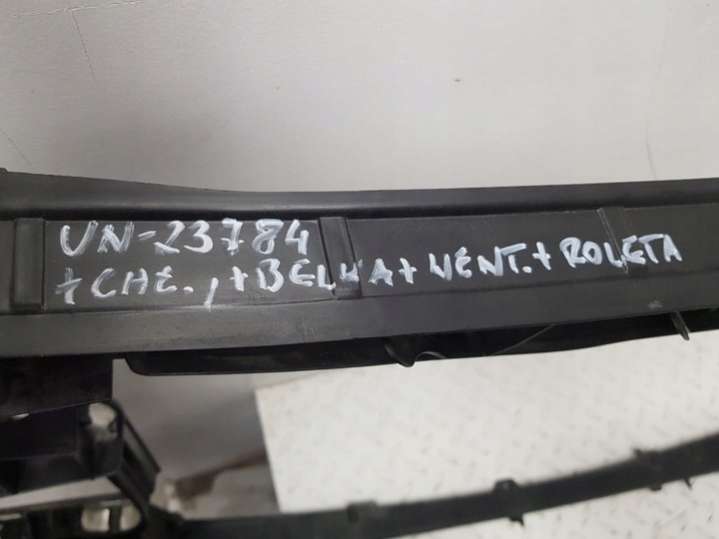 UN-23784
+ CHŁ., + BELKA + WENT. + ROLETA